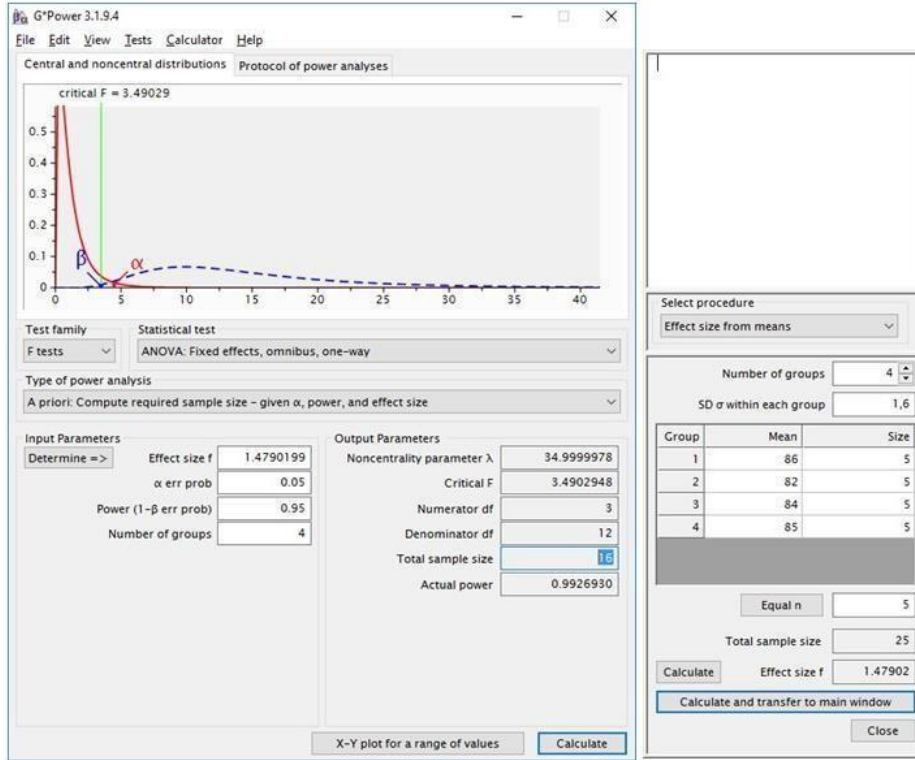 G*Power 3.1.9.4
File Edit View Tests Calculator Help
Central and noncentral distributions Protocol of power analyses
critical F = 3.49029
0.5
0.4
0.3
0.2
0.1
0
β
α
0 5 10 15 20 25 30 35 40
Test family
F tests
Statistical test
ANOVA: Fixed effects, omnibus, one-way
Type of power analysis
A priori: Compute required sample size - given α, power, and effect size
Input Parameters
Determine =>
Effect size f 1.4790199
α err prob 0.05
Power (1-β err prob) 0.95
Number of groups 4
Output Parameters
Noncentrality parameter λ 34.9999978
Critical F 3.4902948
Numerator df 3
Denominator df 12
Total sample size 16
Actual power 0.9926930
X-Y plot for a range of values
Calculate
Select procedure
Effect size from means
Number of groups 4
SD σ within each group 1,6
Group Mean Size
1 86 5
2 82 5
3 84 5
4 85 5
Equal n 5
Total sample size 25
Calculate Effect size f 1.47902
Calculate and transfer to main window
Close